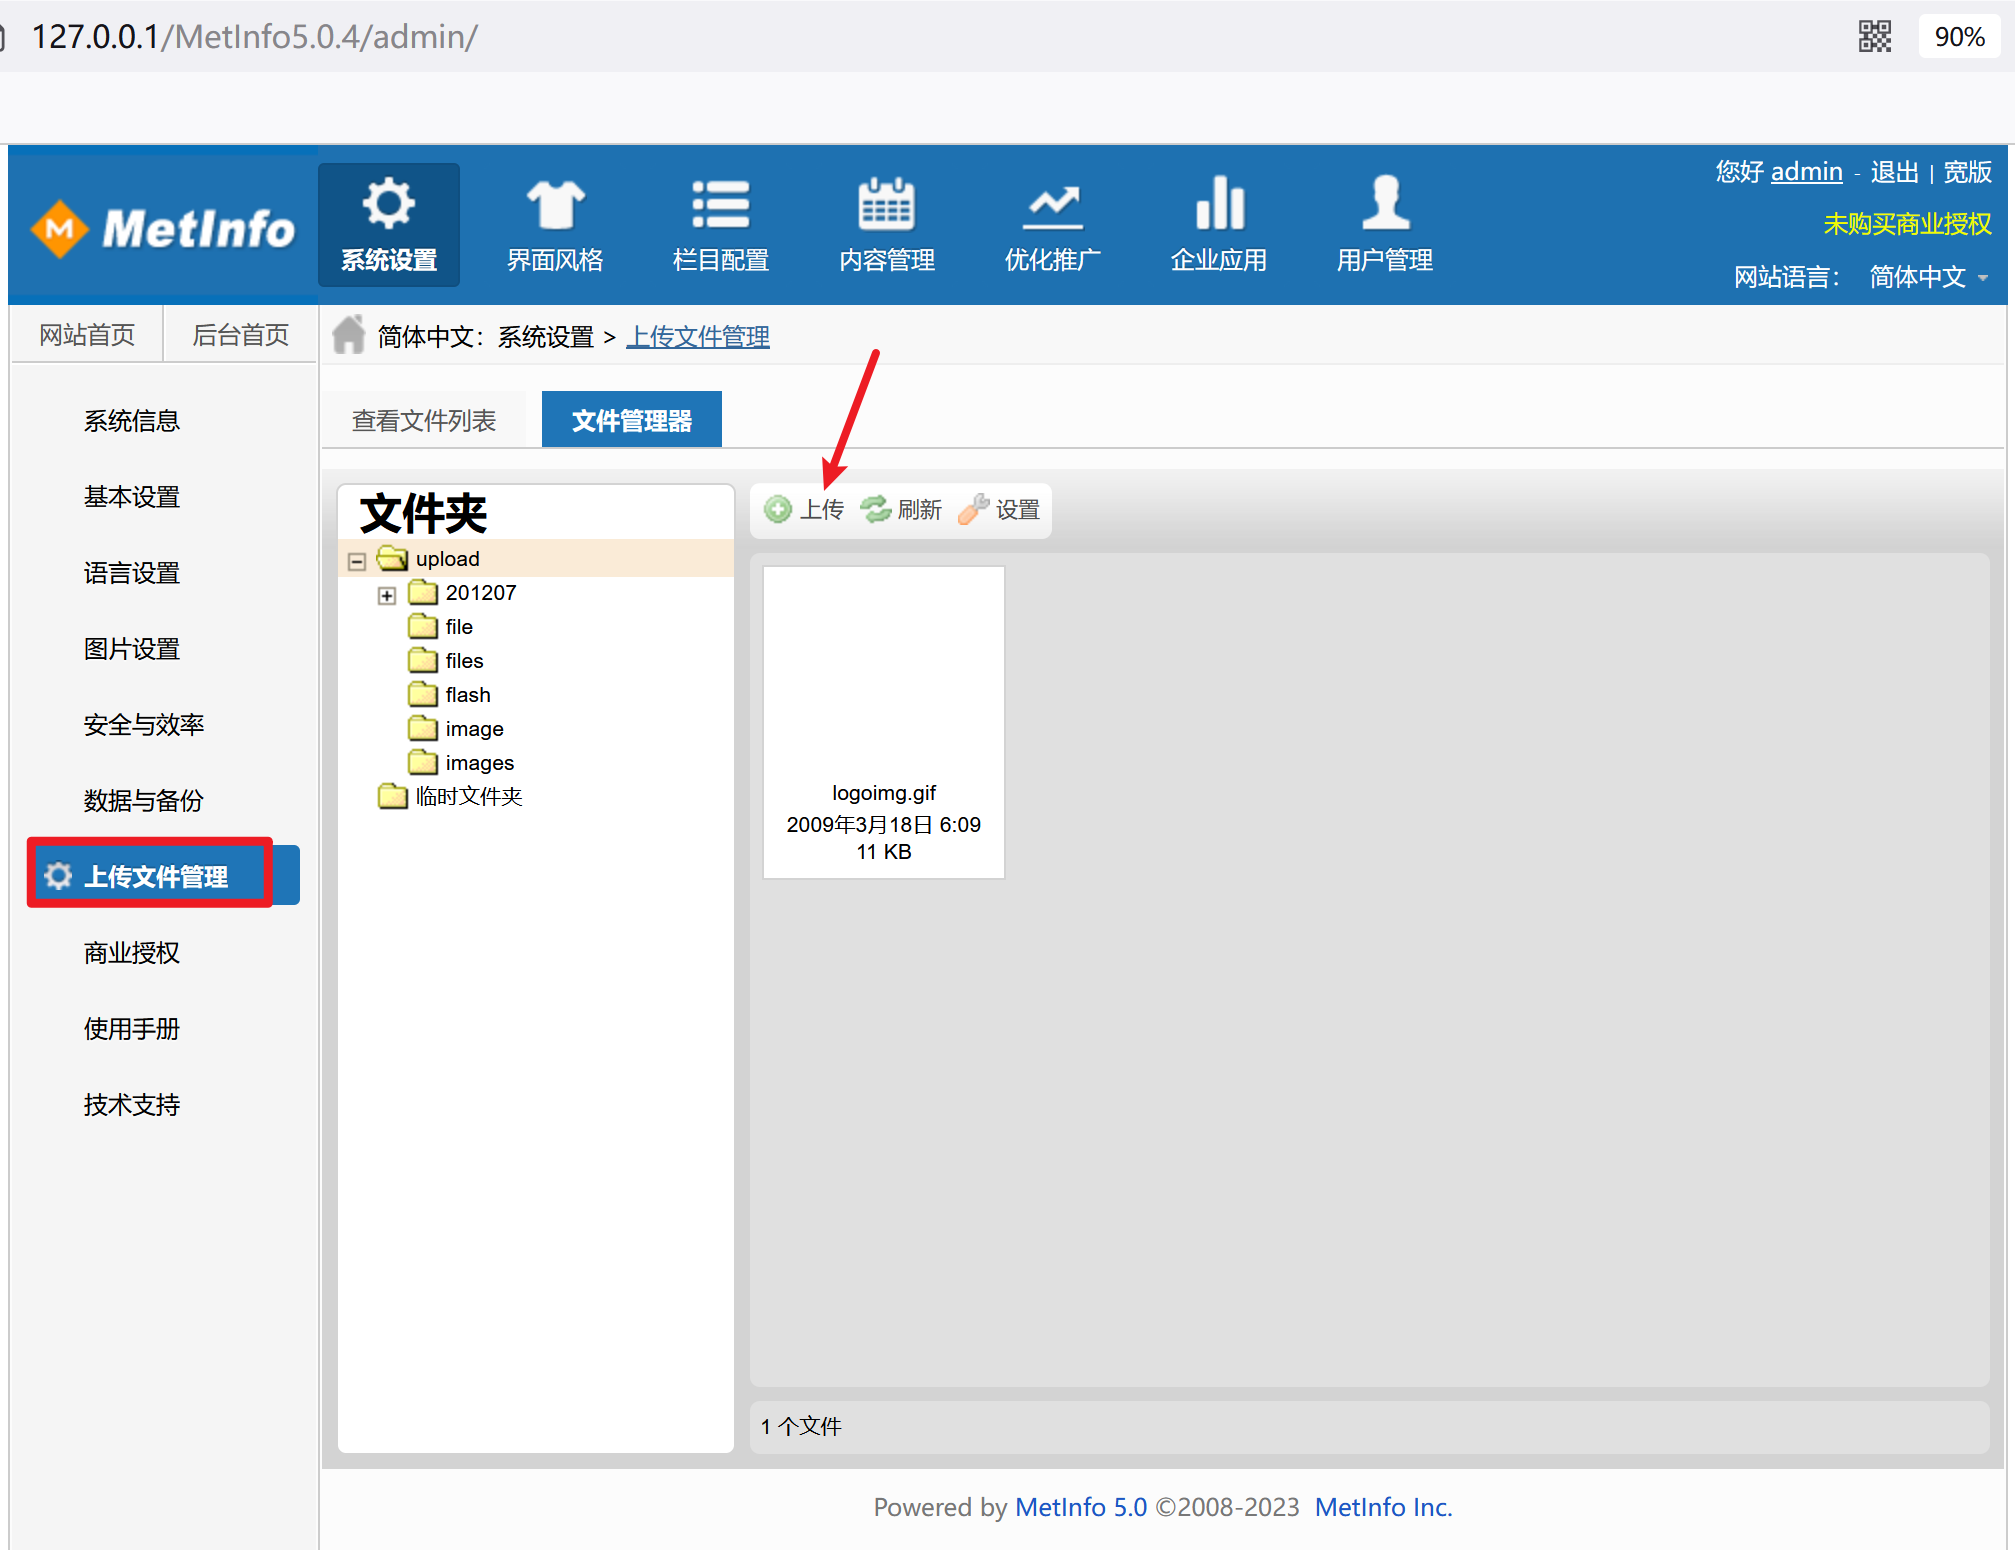 127.0.0.1/MetInfo5.0.4/admin/
90%
MetInfo
系统设置
界面风格
栏目配置
内容管理
优化推广
企业应用
用户管理
您好 admin - 退出 | 宽版
未购买商业授权
网站语言： 简体中文
网站首页
后台首页
简体中文：系统设置 > 上传文件管理
系统信息
基本设置
语言设置
图片设置
安全与效率
数据与备份
上传文件管理
商业授权
使用手册
技术支持
查看文件列表
文件管理器
文件夹
upload
201207
file
files
flash
image
images
临时文件夹
上传
刷新
设置
logoimg.gif
2009年3月18日 6:09
11 KB
1 个文件
Powered by MetInfo 5.0 ©2008-2023 MetInfo Inc.